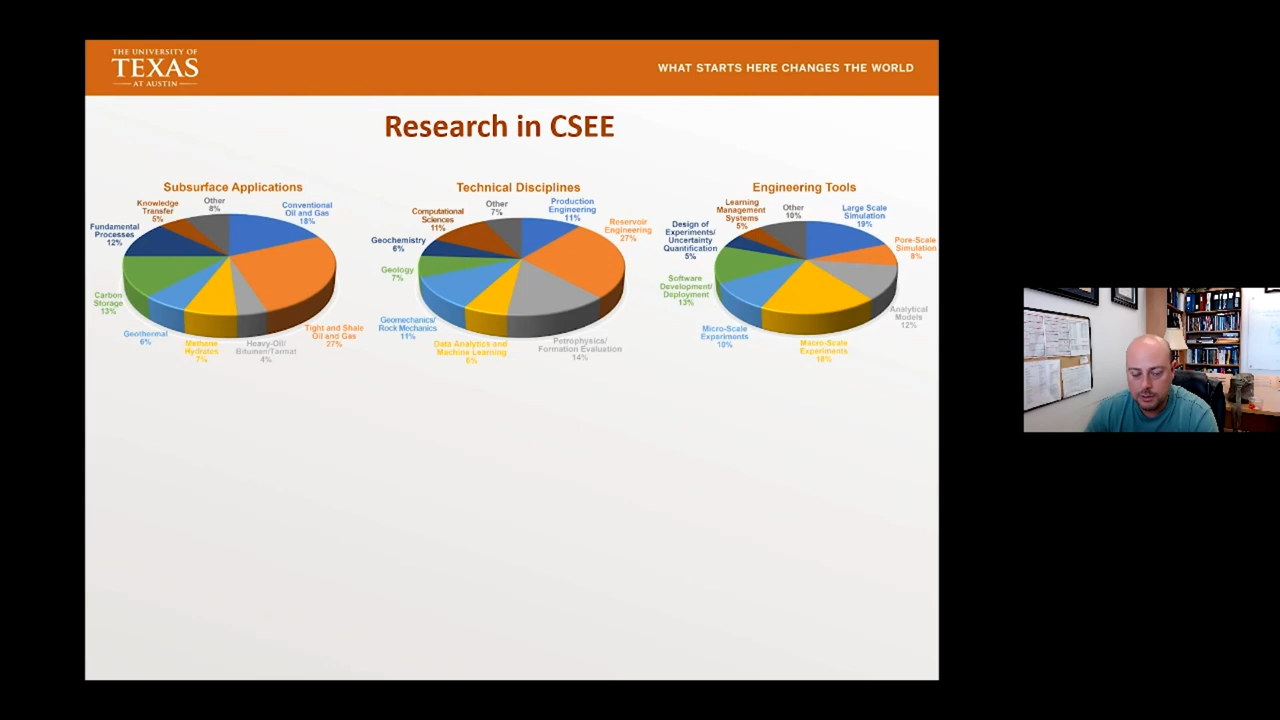 THE UNIVERSITY OF
TEXAS
AT AUSTIN
WHAT STARTS HERE CHANGES THE WORLD
Research in CSEE
Subsurface Applications
Conventional
Oil and Gas
18%
Tight and Shale
Oil and Gas
27%
Heavy-Oil/
Bitumen/Tarmat
4%
Methane
Hydrates
7%
Geothermal
6%
Carbon
Storage
13%
Fundamental
Processes
12%
Knowledge
Transfer
5%
Other
8%
Technical Disciplines
Production
Engineering
11%
Reservoir
Engineering
27%
Petrophysics/
Formation Evaluation
14%
Data Analytics and
Machine Learning
Geomechanics/
Rock Mechanics
11%
Geology
7%
Geochemistry
6%
Computational
Sciences
11%
Other
7%
Engineering Tools
Large Scale
Simulation
19%
Pore-Scale
Simulation
8%
Analytical
Models
12%
Macro-Scale
Experiments
Micro-Scale
Experiments
10%
Software
Development/
Deployment
13%
Design of
Experiments/
Uncertainty
Quantification
5%
Learning
Management
Systems
5%
Other
10%